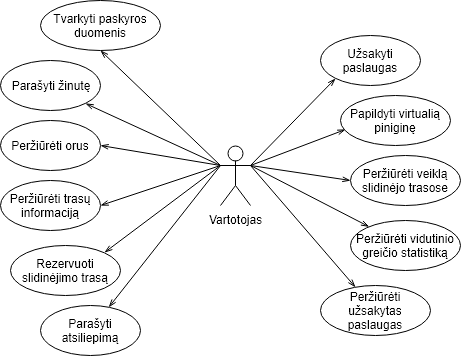 Tvarkyti paskyros
duomenis
Parašyti žinutę
Peržiūrėti orus
Peržiūrėti trasų
informaciją
Rezervuoti
slidinėjimo trasą
Parašyti
atsiliepimą
Vartotojas
Užsakyti
paslaugas
Papildyti virtualią
piniginę
Peržiūrėti veiklą
slidinėjo trasose
Peržiūrėti vidutinio
greičio statistiką
Peržiūrėti
užsakytas
paslaugas